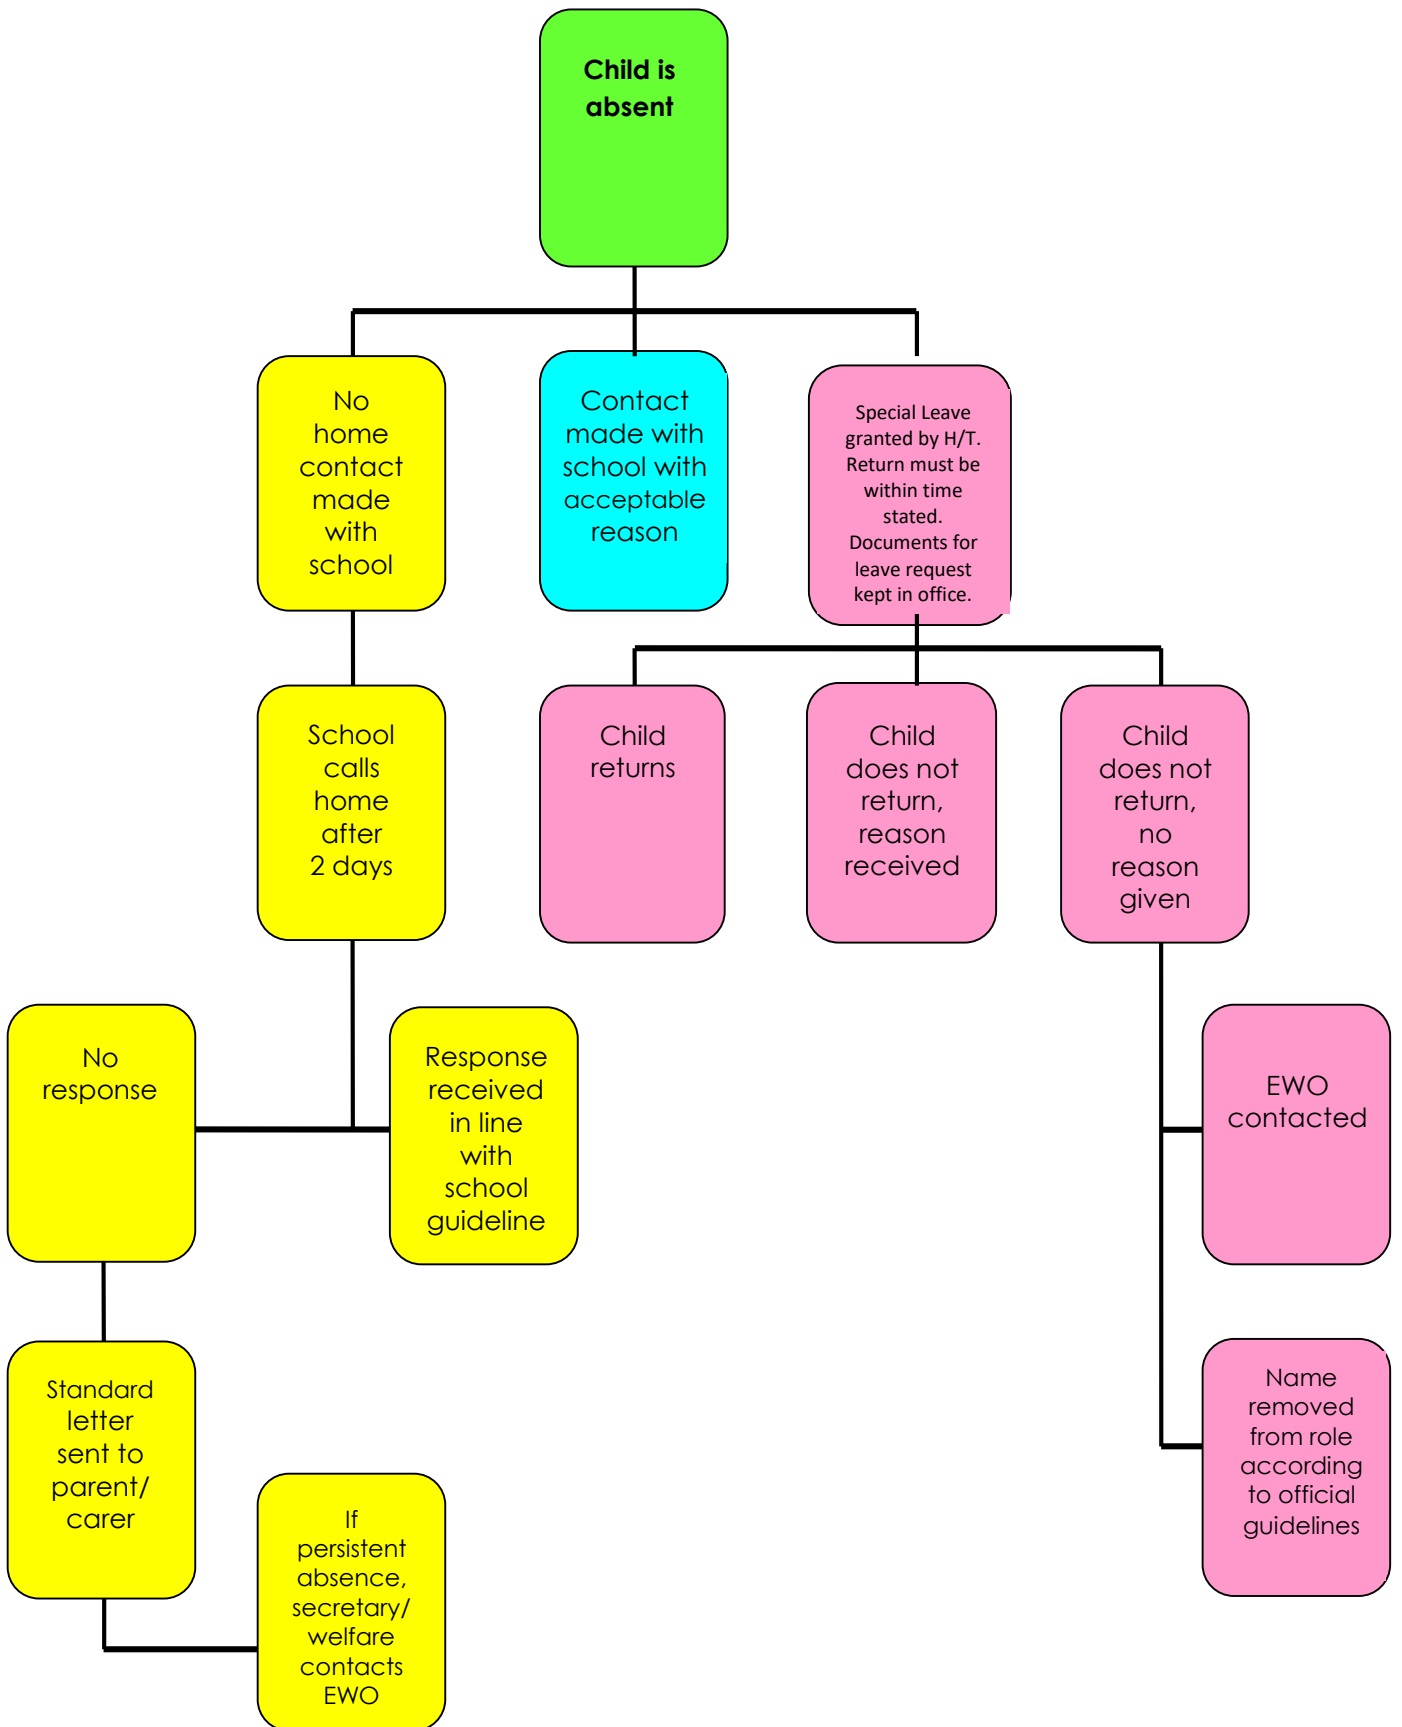 Child is
absent
No
home
contact
made
with
school
Contact
made with
school with
acceptable
reason
Special Leave
granted by H/T.
Return must be
within time
stated.
Documents for
leave request
kept in office.
School
calls
home
after
2 days
Child
returns
Child
does not
return,
reason
received
Child
does not
return,
no
reason
given
No
response
Response
received
in line
with
school
guideline
EWO
contacted
Standard
letter
sent to
parent/
carer
If
persistent
absence,
secretary/
welfare
contacts
EWO
Name
removed
from role
according
to official
guidelines